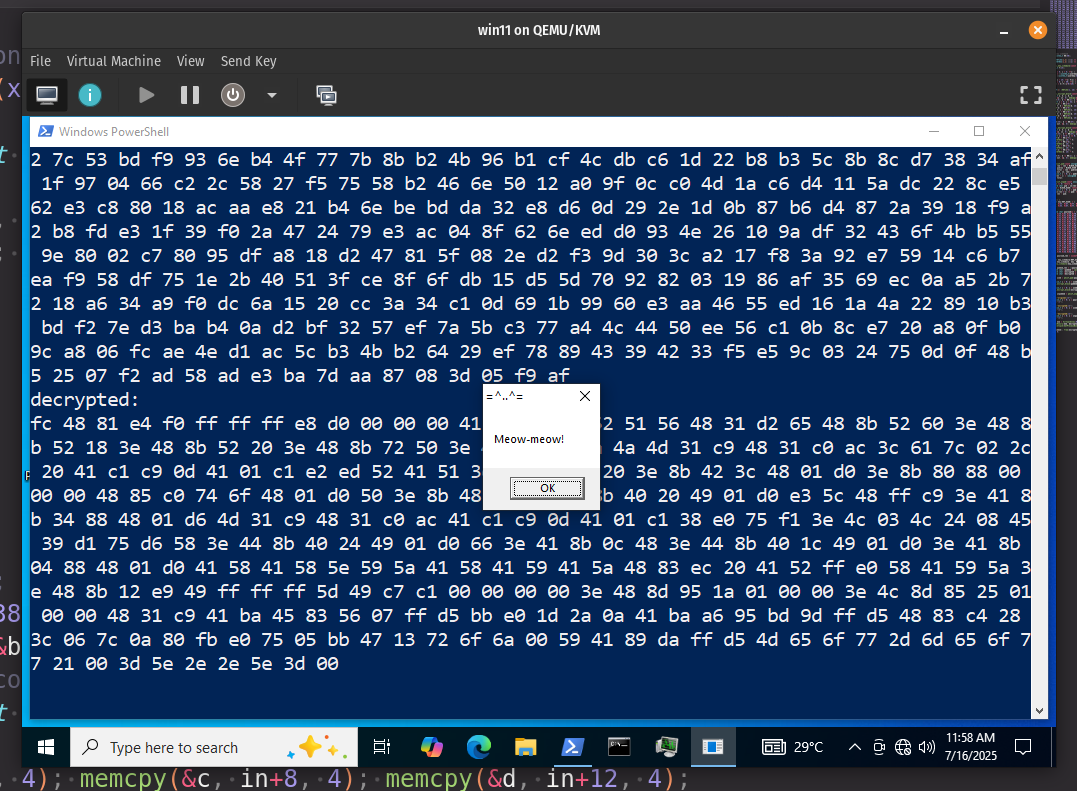 win11 on QEMU/KVM
File Virtual Machine View Send Key
Windows PowerShell
2 7c 53 bd f9 93 6e b4 4f 77 7b 8b b2 4b 96 b1 cf 4c db c6 1d 22 b8 b3 5c 8b 8c d7 38 34 af
1f 97 04 66 c2 2c 58 27 f5 75 58 b2 46 6e 50 12 a0 9f 0c c0 4d 1a c6 d4 11 5a dc 22 8c e5
62 e3 c8 80 18 ac aa e8 21 b4 6e be bd da 32 e8 d6 0d 29 2e 1d 0b 87 b6 d4 87 2a 39 18 f9 a
2 b8 fd e3 1f 39 f0 2a 47 24 79 e3 ac 04 8f 62 6e ed d0 93 4e 26 10 9a df 32 43 6f 4b b5 55
9e 80 02 c7 80 95 df a8 18 d2 47 81 5f 08 2e d2 f3 9d 30 3c a2 17 f8 3a 92 e7 59 14 c6 b7
ea f9 58 df 75 1e 2b 40 51 3f ce 8f 6f db 15 d5 5d 70 92 82 03 19 86 af 35 69 ec 0a a5 2b 7
2 18 a6 34 a9 f0 dc 6a 15 20 cc 3a 34 c1 0d 69 1b 99 60 e3 aa 46 55 ed 16 1a 4a 22 89 10 b3
bd f2 7e d3 ba b4 0a d2 bf 32 57 ef 7a 5b c3 77 a4 4c 44 50 ee 56 c1 0b 8c e7 20 a8 0f b0
9c a8 06 fc ae 4e d1 ac 5c b3 4b b2 64 29 ef 78 89 43 39 42 33 f5 e5 9c 03 24 75 0d 0f 48 b
5 25 07 f2 ad 58 ad e3 ba 7d aa 87 08 3d 05 f9 af
decrypted:
fc 48 81 e4 f0 ff ff ff e8 d0 00 00 00 41 52 51 56 48 31 d2 65 48 8b 52 60 3e 48 8
b 52 18 3e 48 8b 52 20 3e 48 8b 72 50 3e 4a 4d 31 c9 48 31 c0 ac 3c 61 7c 02 2c
20 41 c1 c9 0d 41 01 c1 e2 ed 52 41 51 20 3e 8b 42 3c 48 01 d0 3e 8b 80 88 00
00 00 48 85 c0 74 6f 48 01 d0 50 3e 8b 48 8b 40 20 49 01 d0 e3 5c 48 ff c9 3e 41 8
b 34 88 48 01 d6 4d 31 c9 48 31 c0 ac 41 c1 c9 0d 41 01 c1 38 e0 75 f1 3e 4c 03 4c 24 08 45
39 d1 75 d6 58 3e 44 8b 40 24 49 01 d0 66 3e 41 8b 0c 48 3e 44 8b 40 1c 49 01 d0 3e 41 8b
04 88 48 01 d0 41 58 41 58 5e 59 5a 41 58 41 59 41 5a 48 83 ec 20 41 52 ff e0 58 41 59 5a 3
e 48 8b 12 e9 49 ff ff ff 5d 49 c7 c1 00 00 00 00 3e 48 8d 95 1a 01 00 00 3e 4c 8d 85 25 01
00 00 48 31 c9 41 ba 45 83 56 07 ff d5 bb e0 1d 2a 0a 41 ba a6 95 bd 9d ff d5 48 83 c4 28
3c 06 7c 0a 80 fb e0 75 05 bb 47 13 72 6f 6a 00 59 41 89 da ff d5 4d 65 6f 77 2d 6d 65 6f 7
7 21 00 3d 5e 2e 2e 5e 3d 00
=^..^=
Meow-meow!
OK
Type here to search
29°C
11:58 AM
7/16/2025
4); memcpy(&c, in+8, 4); memcpy(&d, in+12, 4);